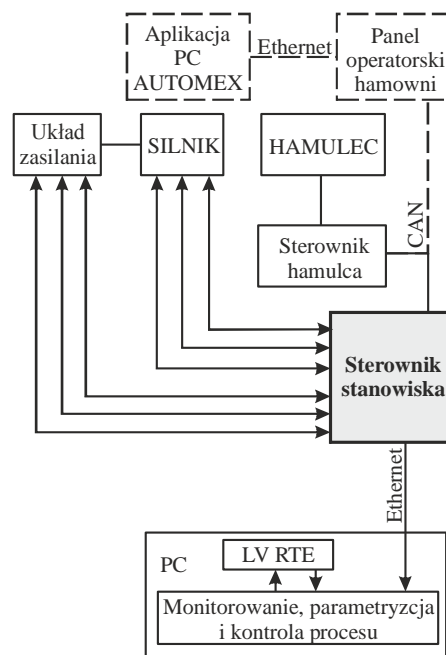 Aplikacja
PC
AUTOMEX
Ethernet
Panel
operatorski
hamowni
Układ
zasilania
SILNIK
HAMULEC
CAN
Sterownik
hamulca
Sterownik
stanowiska
Ethernet
PC
LV RTE
Monitorowanie, parametryzcja
i kontrola procesu